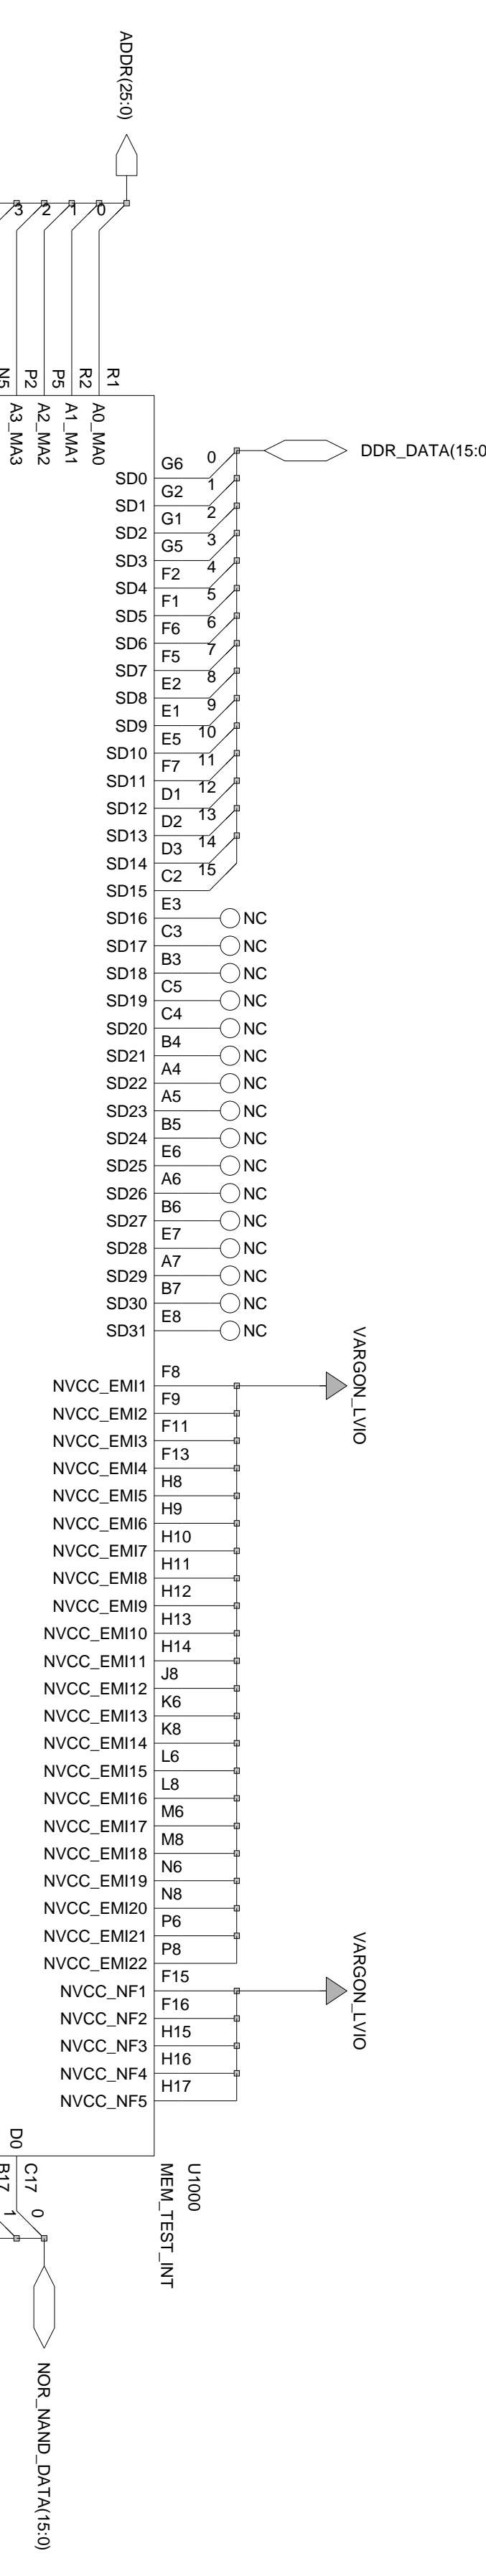 ADDR(25:0)
3 2 1 0
N5 P2 P5 R2 R1
A3_MA3 A2_MA2 A1_MA1 A0_MA0
DDR_DATA(15:0
SD0 G6 0
SD1 G2 1
SD2 G1 2
SD3 G5 3
SD4 F2 4
SD5 F1 5
SD6 F6 6
SD7 F5 7
SD8 E2 8
SD9 E1 9
SD10 E5 10
SD11 F7 11
SD12 D1 12
SD13 D2 13
SD14 D3 14
SD15 C2 15
SD16 E3 NC
SD17 C3 NC
SD18 B3 NC
SD19 C5 NC
SD20 C4 NC
SD21 B4 NC
SD22 A4 NC
SD23 A5 NC
SD24 B5 NC
SD25 E6 NC
SD26 A6 NC
SD27 B6 NC
SD28 E7 NC
SD29 A7 NC
SD30 B7 NC
SD31 E8 NC
VARGON_LVIO
NVCC_EMI1 F8
NVCC_EMI2 F9
NVCC_EMI3 F11
NVCC_EMI4 F13
NVCC_EMI5 H8
NVCC_EMI6 H9
NVCC_EMI7 H10
NVCC_EMI8 H11
NVCC_EMI9 H12
NVCC_EMI10 H13
NVCC_EMI11 H14
NVCC_EMI12 J8
NVCC_EMI13 K6
NVCC_EMI14 K8
NVCC_EMI15 L6
NVCC_EMI16 L8
NVCC_EMI17 M6
NVCC_EMI18 M8
NVCC_EMI19 N6
NVCC_EMI20 N8
NVCC_EMI21 P6
NVCC_EMI22 P8
VARGON_LVIO
NVCC_NF1 F15
NVCC_NF2 F16
NVCC_NF3 H15
NVCC_NF4 H16
NVCC_NF5 H17
D0
B17 C17
1 0
U1000
MEM_TEST_INT
NOR_NAND_DATA(15:0)